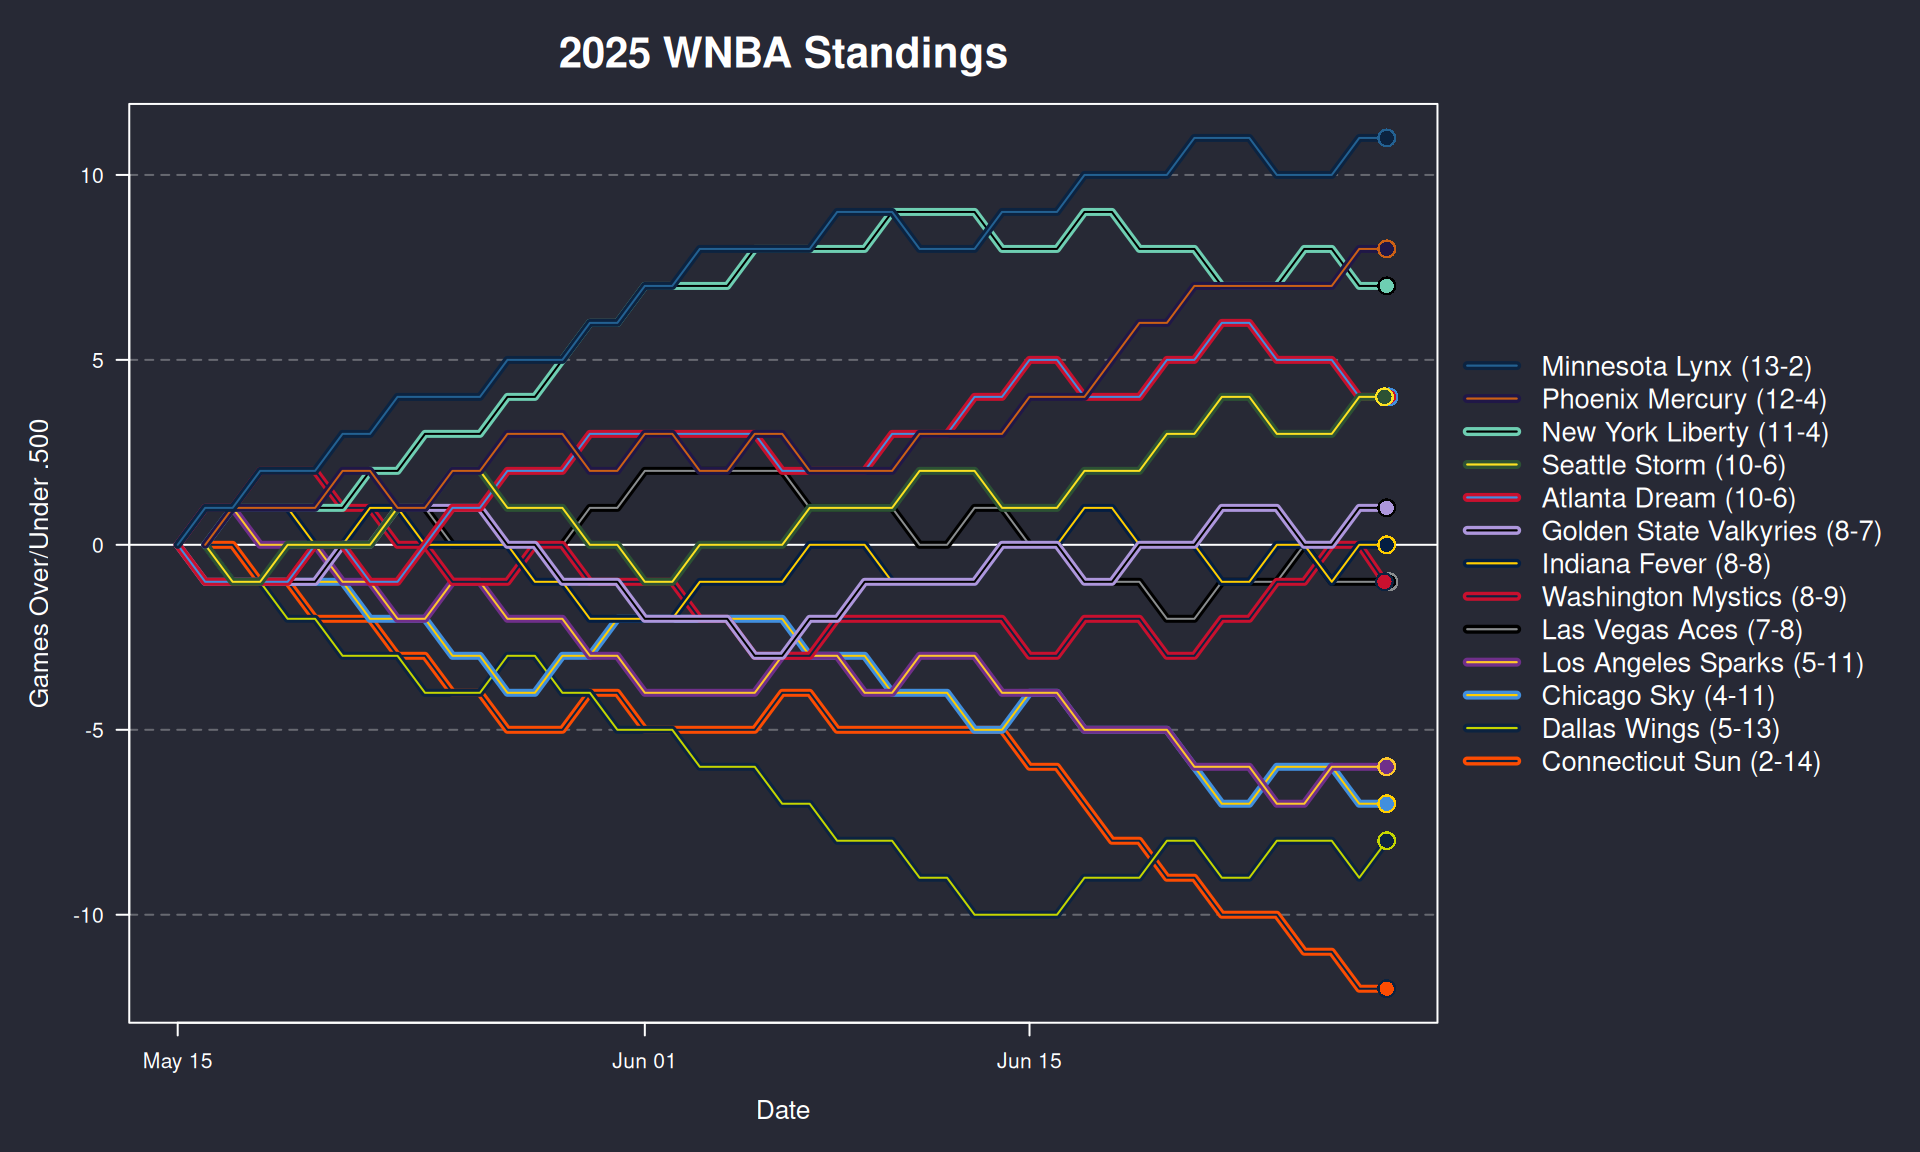 2025 WNBA Standings
Games Over/Under .500
10
5
0
-5
-10
May 15
Jun 01
Jun 15
Date
Minnesota Lynx (13-2)
Phoenix Mercury (12-4)
New York Liberty (11-4)
Seattle Storm (10-6)
Atlanta Dream (10-6)
Golden State Valkyries (8-7)
Indiana Fever (8-8)
Washington Mystics (8-9)
Las Vegas Aces (7-8)
Los Angeles Sparks (5-11)
Chicago Sky (4-11)
Dallas Wings (5-13)
Connecticut Sun (2-14)